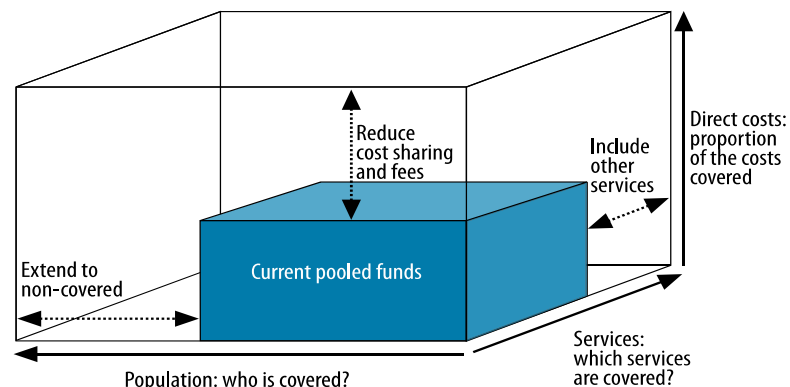 Reduce
cost sharing
and fees
Include
other
services
Direct costs:
proportion
of the costs
covered
Extend to
non-covered
Current pooled funds
Population: who is covered?
Services:
which services
are covered?